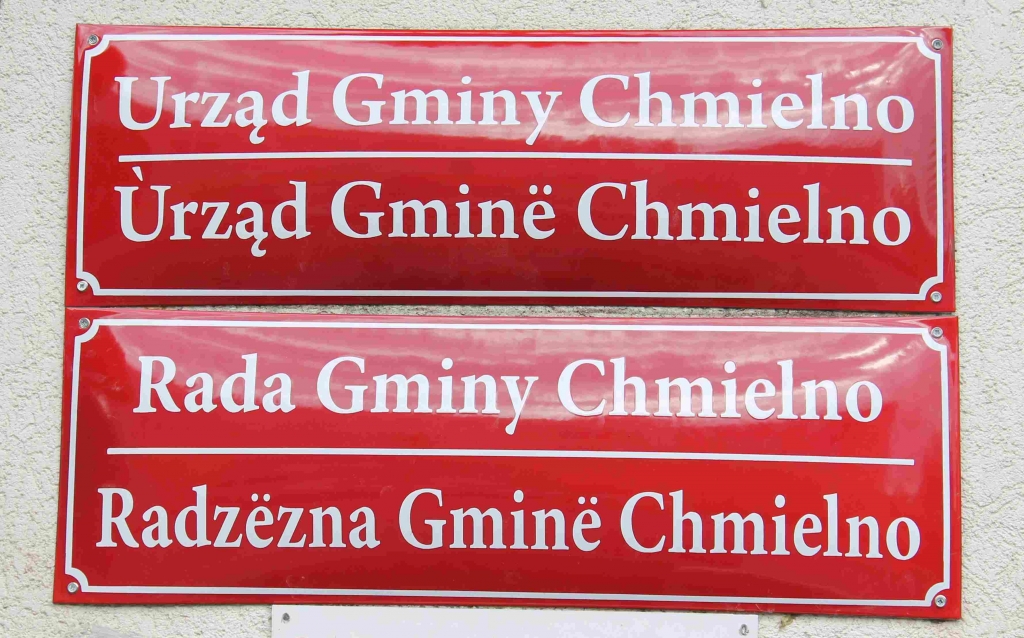 Urząd Gminy Chmielno
Ùrząd Gminë Chmielno
Rada Gminy Chmielno
Radzëzna Gminë Chmielno